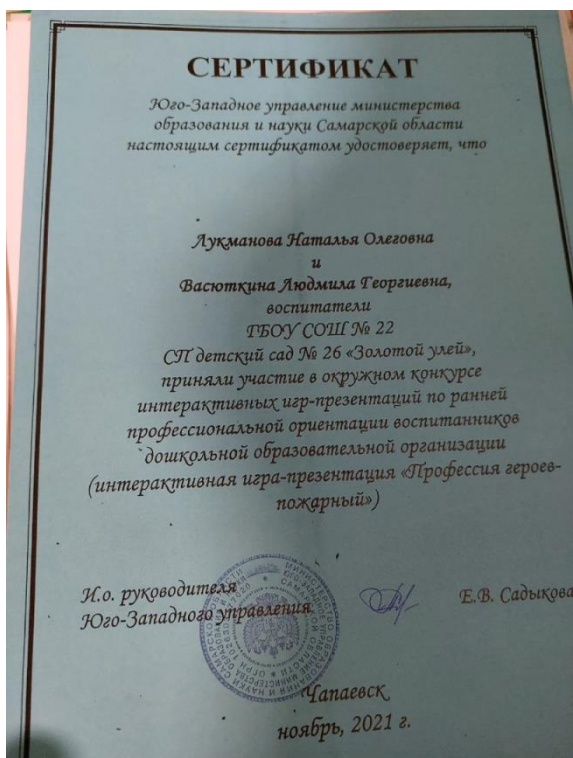 СЕРТИФИКАТ
Юго-Западное управление министерства
образования и науки Самарской области
настоящим сертификатом удостоверяет, что
Лукманова Наталья Олеговна
и
Васюткина Людмила Георгиевна,
воспитатели
ГБОУ СОШ № 22
СП детский сад № 26 «Золотой улей»,
приняли участие в окружном конкурсе
интерактивных игр-презентаций по ранней
профессиональной ориентации воспитанников
дошкольной образовательной организации
(интерактивная игра-презентация «Профессия героев-
пожарный»)
И.о. руководителя
Юго-Западного управления
Е.В. Садыкова
Чапаевск
ноябрь, 2021 г.